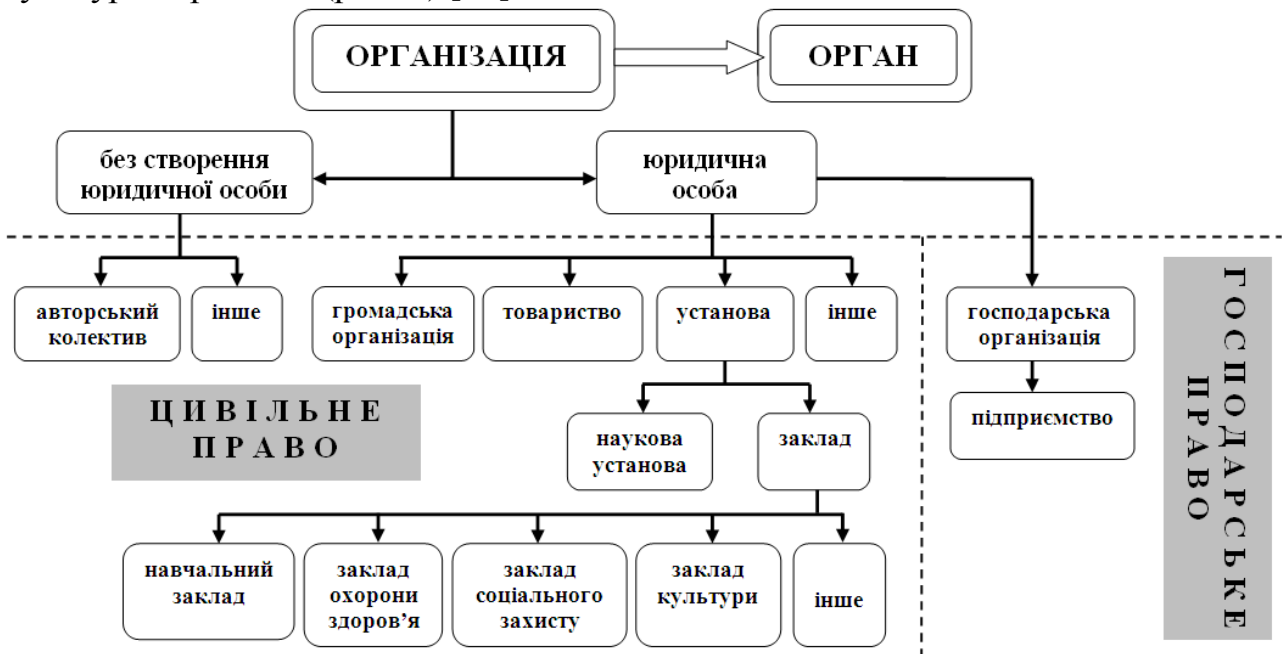 ОРГАНІЗАЦІЯ
ОРГАН
без створення
юридичної особи
юридична
особа
авторський
колектив
інше
громадська
організація
товариство
установа
інше
господарська
організація
ЦИВІЛЬНЕ
ПРАВО
наукова
установа
заклад
підприємство
ГОСПОДАРСЬКЕ
ПРАВО
навчальний
заклад
заклад
охорони
здоров’я
заклад
соціального
захисту
заклад
культури
інше